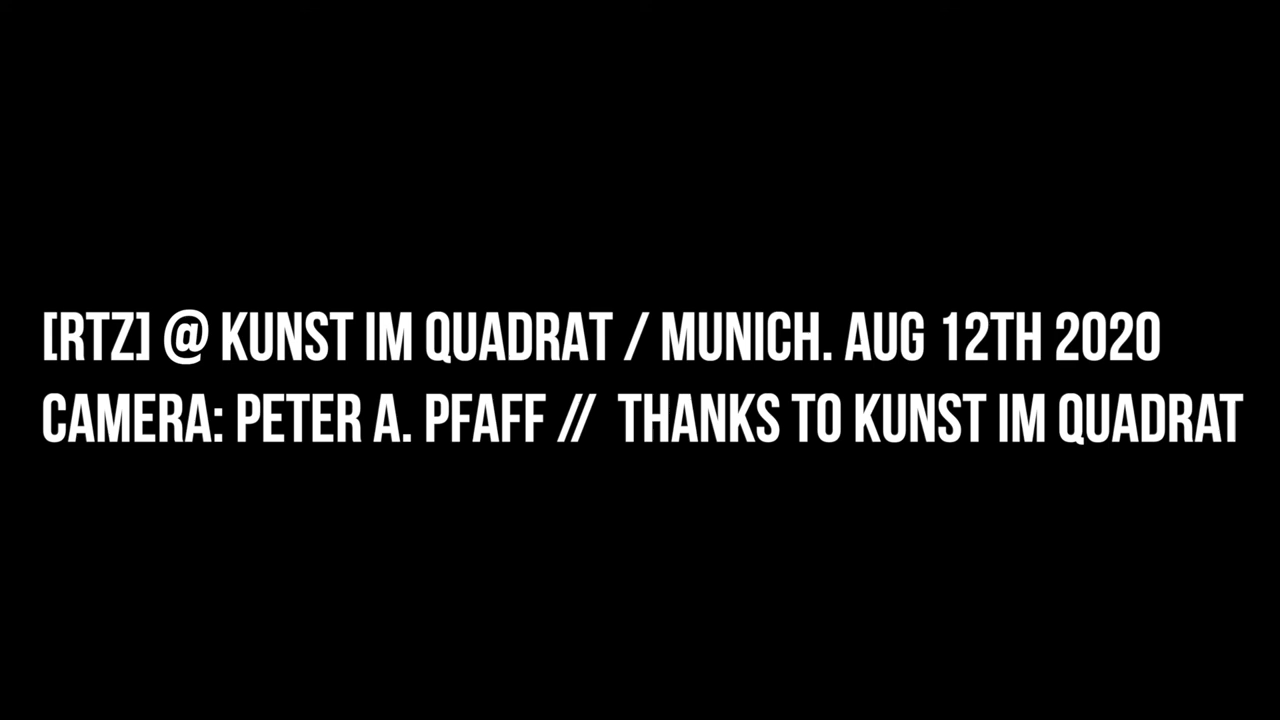 [RTZ] @ KUNST IM QUADRAT / MUNICH. AUG 12TH 2020
CAMERA: PETER A. PFAFF //  THANKS TO KUNST IM QUADRAT